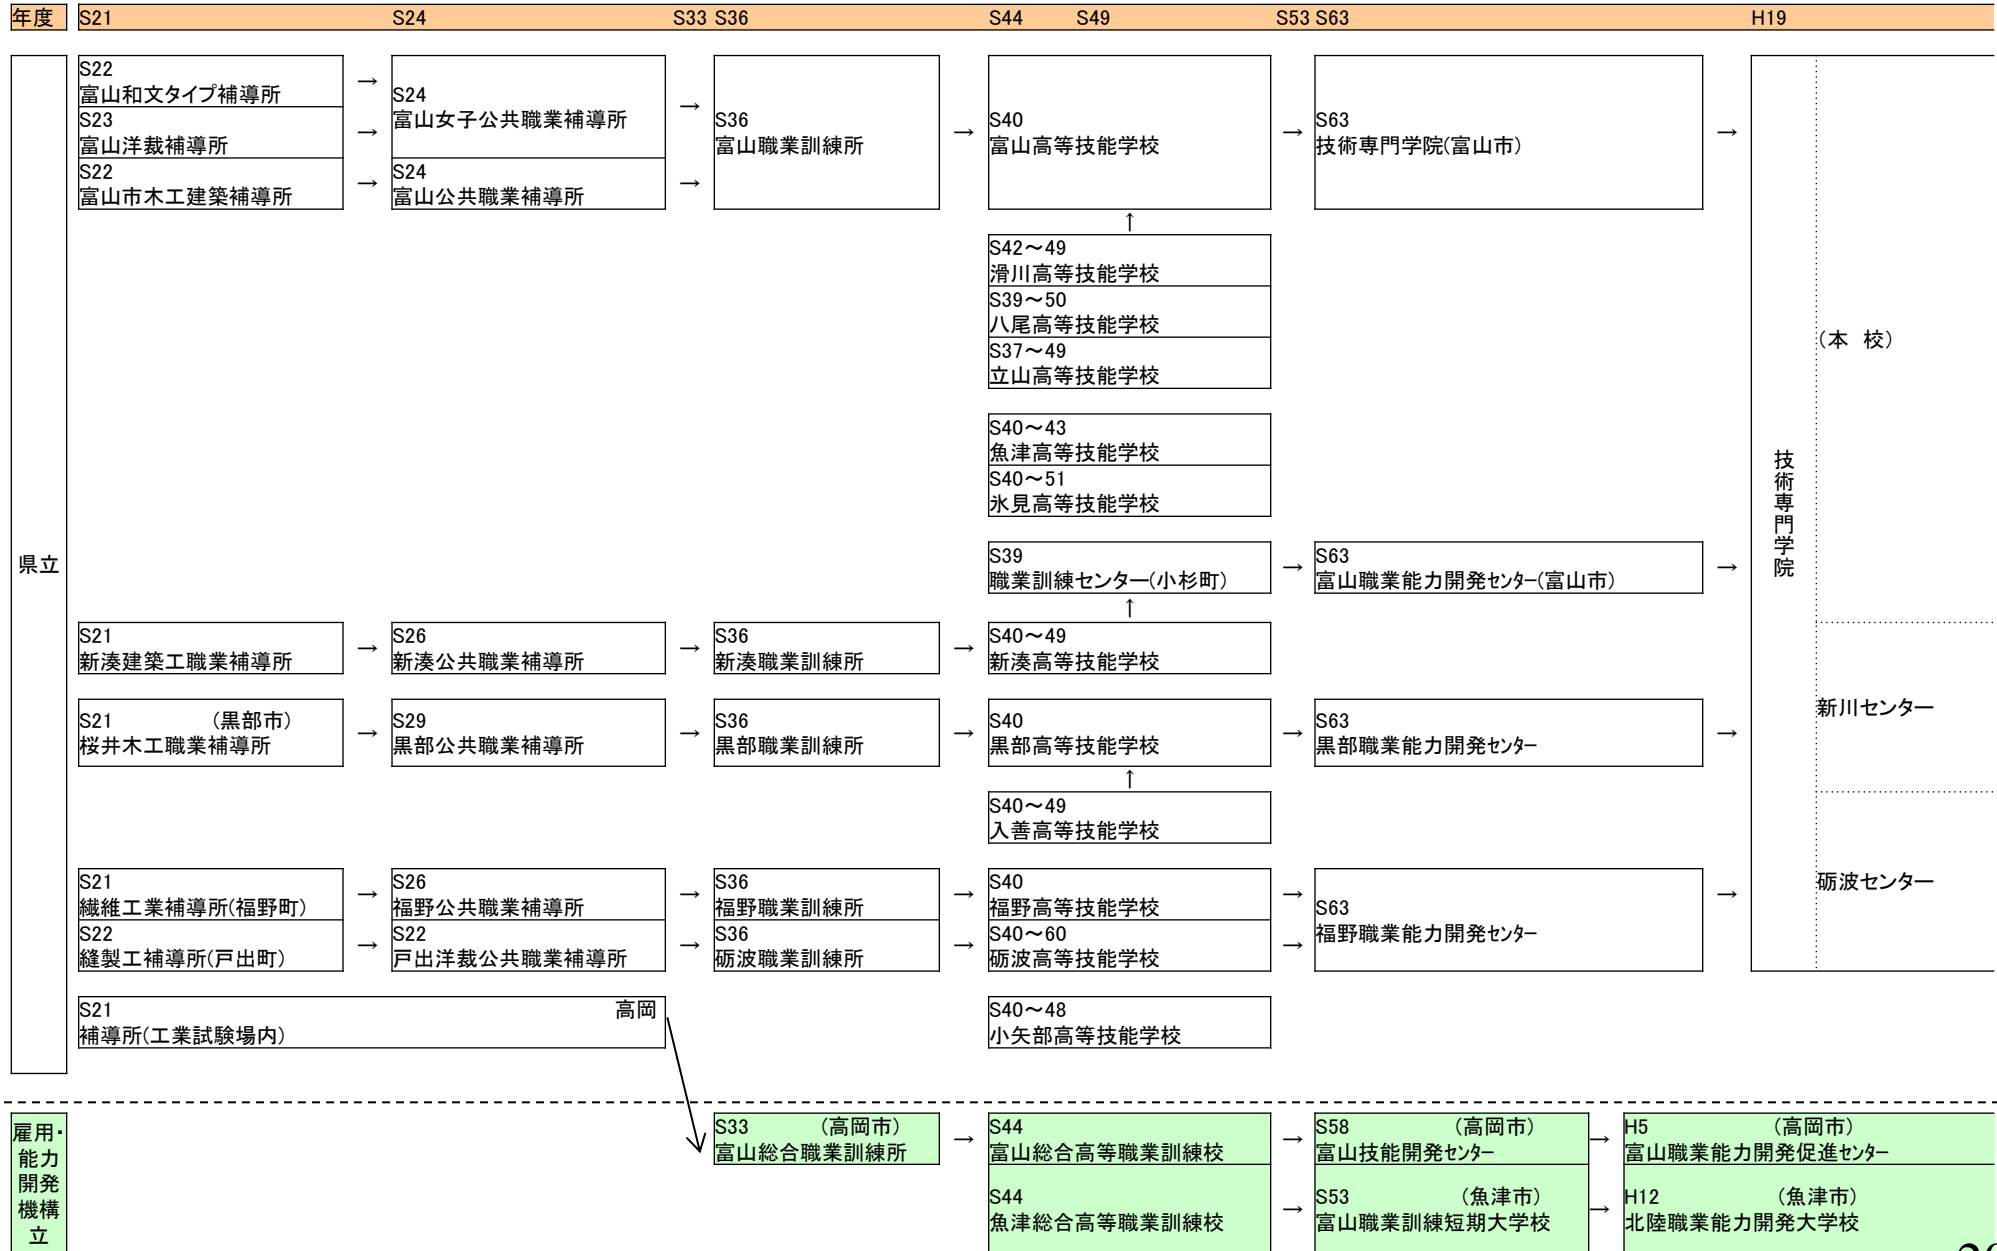 年度 S21 S24 S33 S36 S44 S49 S53 S63 H19
県立
S22
富山和文タイプ補導所
S23
富山洋裁補導所
S22
富山市木工建築補導所
→
→
→
S24
富山女子公共職業補導所
S24
富山公共職業補導所
→
→
S36
富山職業訓練所
→
S40
富山高等技能学校
→
S63
技術専門学院(富山市)
→
↑
S42～49
滑川高等技能学校
S39～50
八尾高等技能学校
S37～49
立山高等技能学校
S40～43
魚津高等技能学校
S40～51
氷見高等技能学校
S39
職業訓練センター(小杉町)
→
S63
富山職業能力開発ｾﾝﾀｰ(富山市)
→
↑
S21
新湊建築工職業補導所
→
S26
新湊公共職業補導所
→
S36
新湊職業訓練所
→
S40～49
新湊高等技能学校
S21 (黒部市)
桜井木工職業補導所
→
S29
黒部公共職業補導所
→
S36
黒部職業訓練所
→
S40
黒部高等技能学校
→
S63
黒部職業能力開発ｾﾝﾀｰ
→
↑
S40～49
入善高等技能学校
S21
繊維工業補導所(福野町)
→
S26
福野公共職業補導所
→
S36
福野職業訓練所
→
S40
福野高等技能学校
→
S22
縫製工補導所(戸出町)
→
S22
戸出洋裁公共職業補導所
→
S36
砺波職業訓練所
→
S40～60
砺波高等技能学校
→
S63
福野職業能力開発ｾﾝﾀｰ
→
S21 高岡
補導所(工業試験場内)
S40～48
小矢部高等技能学校
技術専門学院
(本 校)
新川センター
砺波センター
雇用・
能力
開発
機構
立
S33 (高岡市)
富山総合職業訓練所
→
S44
富山総合高等職業訓練校
→
S58 (高岡市)
富山技能開発ｾﾝﾀｰ
→
H5 (高岡市)
富山職業能力開発促進ｾﾝﾀｰ
S44
魚津総合高等職業訓練校
→
S53 (魚津市)
富山職業訓練短期大学校
→
H12 (魚津市)
北陸職業能力開発大学校